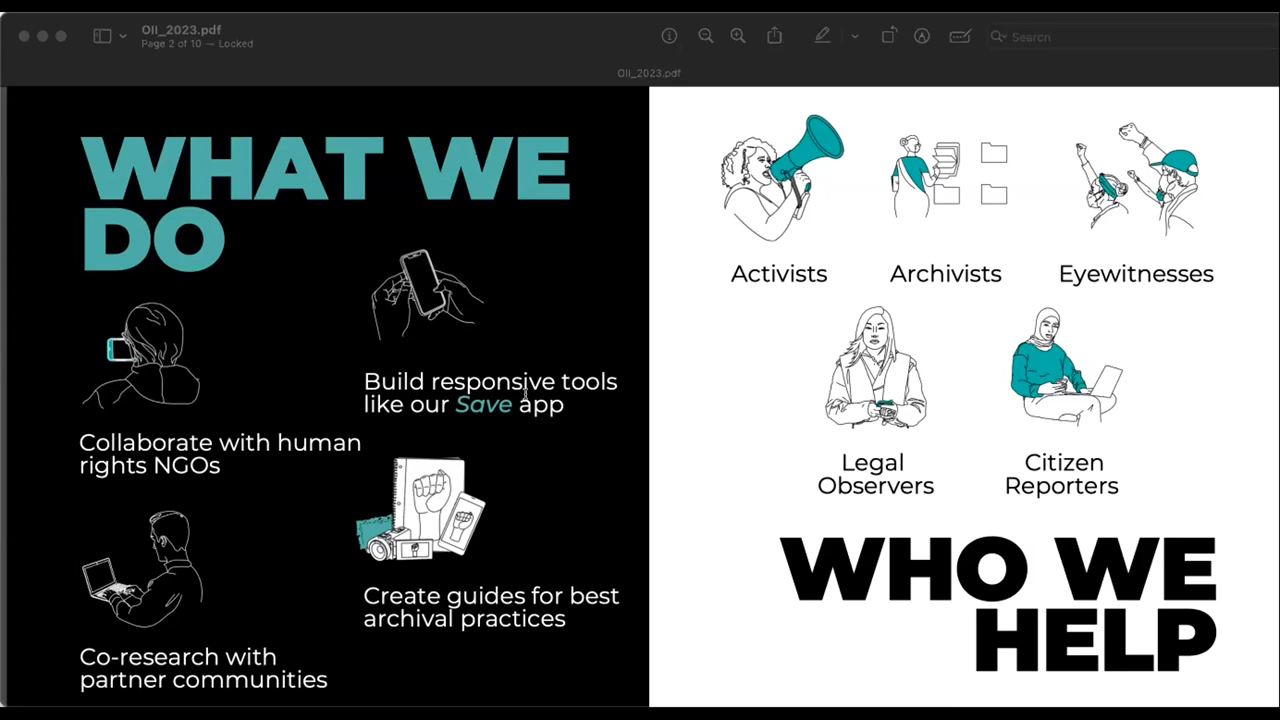 OII_2023.pdf
Page 2 of 10 — Locked
Search
OII_2023.pdf
WHAT WE
DO
Build responsive tools
like our Save app
Collaborate with human
rights NGOs
Create guides for best
archival practices
Co-research with
partner communities
Activists
Archivists
Eyewitnesses
Legal
Observers
Citizen
Reporters
WHO WE
HELP